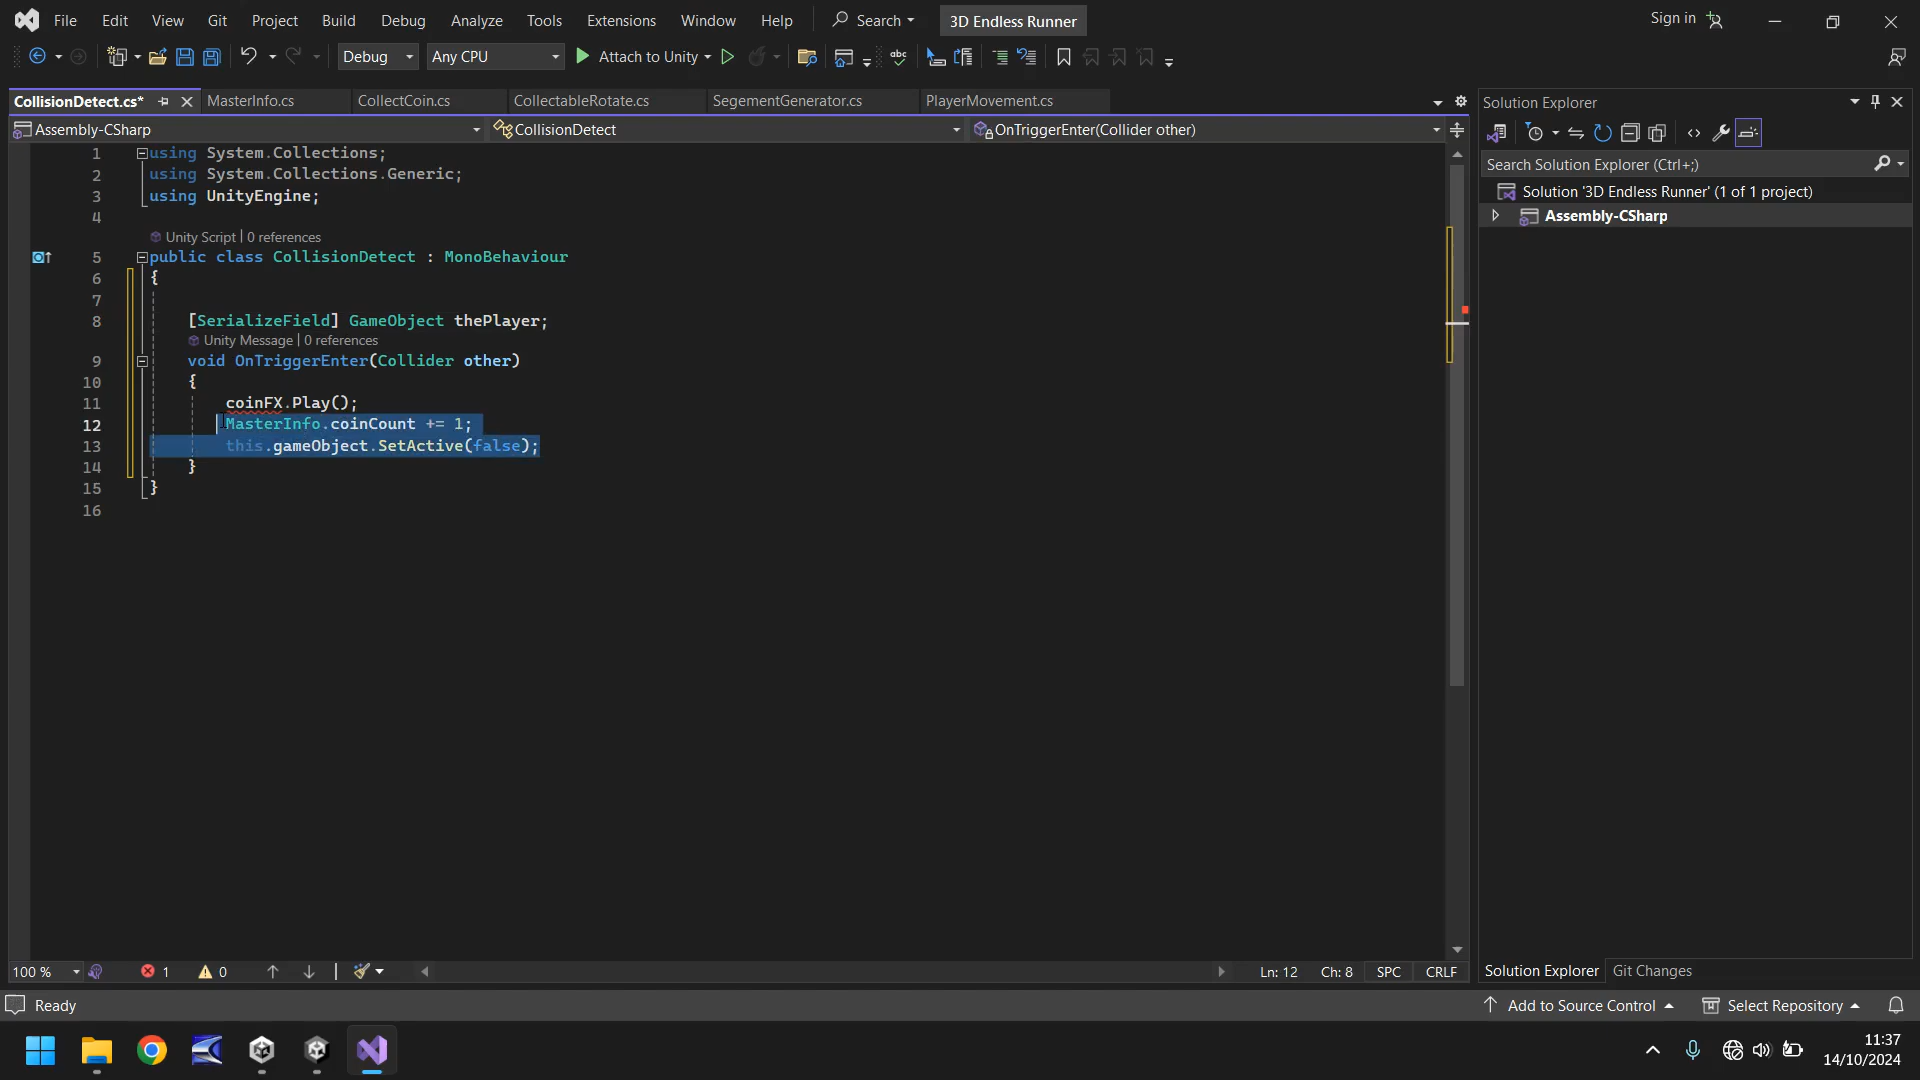 File Edit View Git Project Build Debug Test Analyze Tools Extensions Window Help Search 3D Endless Runner Sign in
Debug Any CPU Attach to Unity abc
CollisionDetect.cs* MasterInfo.cs CollectCoin.cs CollectableRotate.cs SegementGenerator.cs PlayerMovement.cs
Assembly-CSharp CollisionDetect OnTriggerEnter(Collider other)
1 using System.Collections;
2 using System.Collections.Generic;
3 using UnityEngine;
4
Unity Script | 0 references
5 public class CollisionDetect : MonoBehaviour
6 {
7
8 [SerializeField] GameObject thePlayer;
Unity Message | 0 references
9 void OnTriggerEnter(Collider other)
10 {
11 coinFX.Play();
12 MasterInfo.coinCount += 1;
13 this.gameObject.SetActive(false);
14 }
15 }
16
Solution Explorer
Search Solution Explorer (Ctrl+;)
Solution '3D Endless Runner' (1 of 1 project)
Assembly-CSharp
100 % 1 0 Ln: 12 Ch: 8 SPC CRLF
Solution Explorer Git Changes
Ready Add to Source Control Select Repository
11:37
14/10/2024